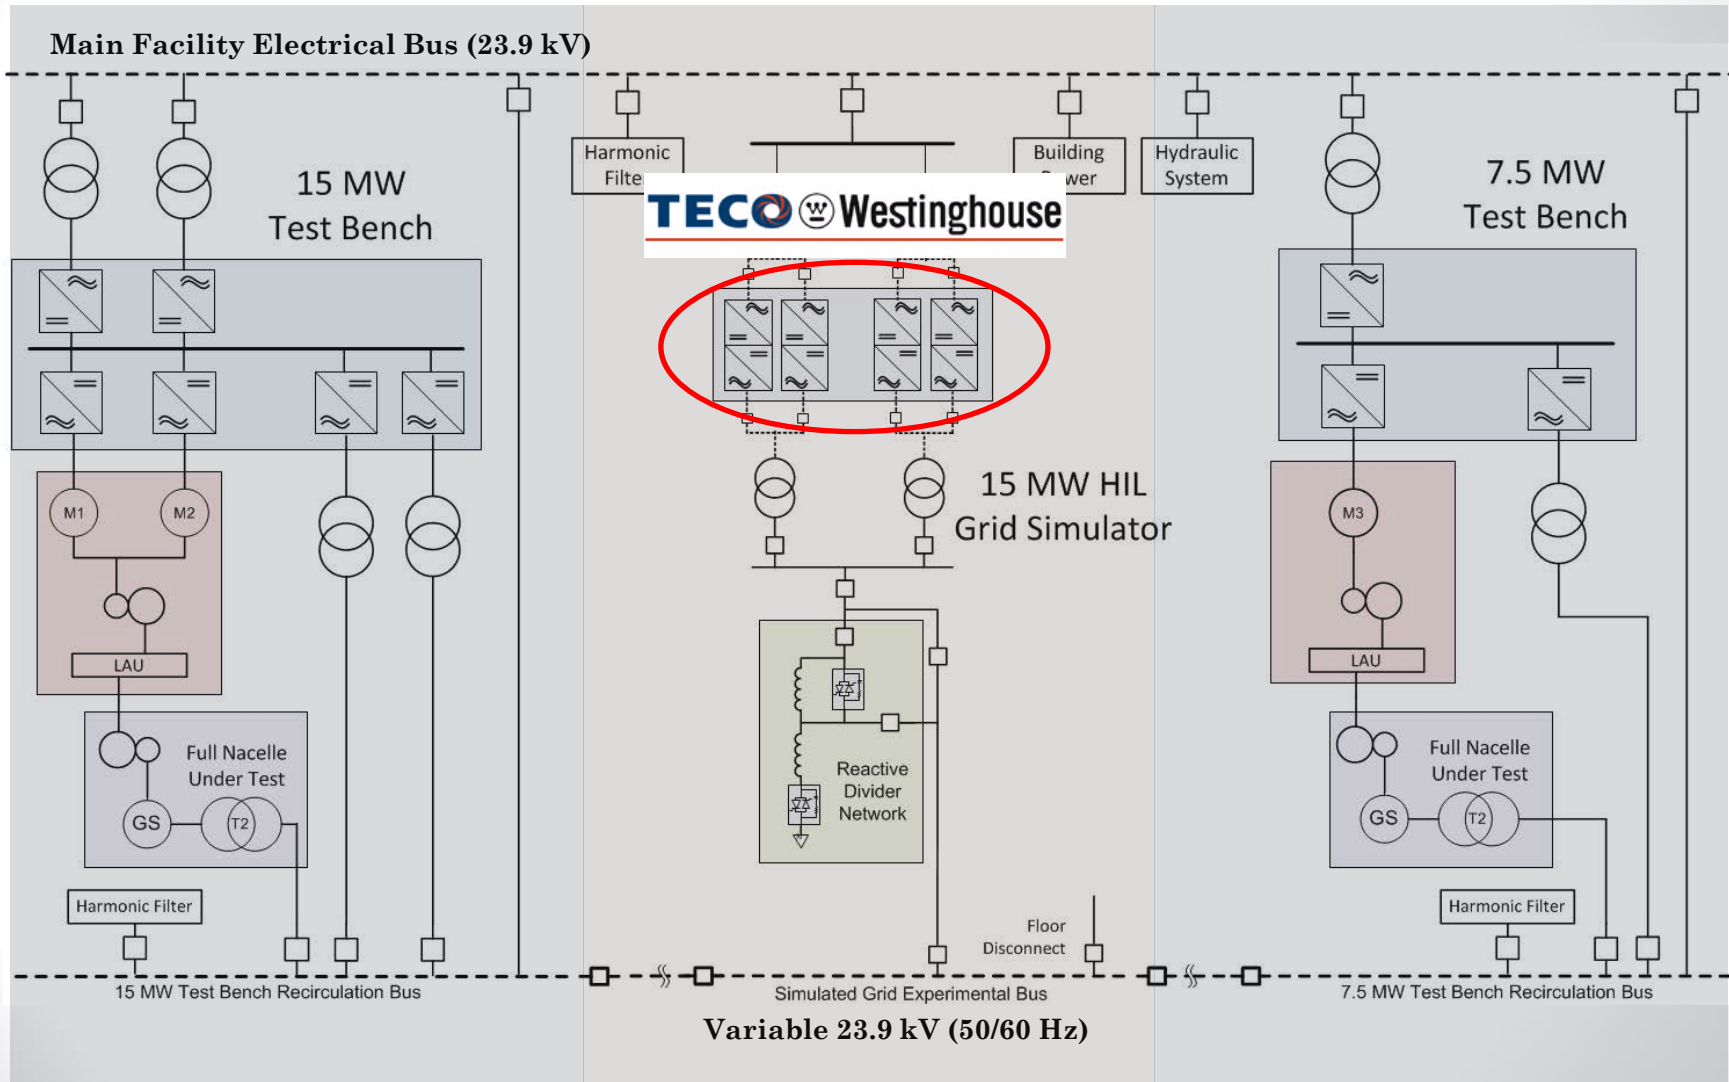 Main Facility Electrical Bus (23.9 kV)
15 MW
Test Bench
Harmonic
Filter
Building
Power
Hydraulic
System
7.5 MW
Test Bench
TECO W Westinghouse
15 MW HIL
Grid Simulator
M1
M2
M3
LAU
LAU
Full Nacelle
Under Test
GS
T2
Reactive
Divider
Network
Full Nacelle
Under Test
GS
T2
Harmonic Filter
Floor
Disconnect
Harmonic Filter
15 MW Test Bench Recirculation Bus
Simulated Grid Experimental Bus
7.5 MW Test Bench Recirculation Bus
Variable 23.9 kV (50/60 Hz)